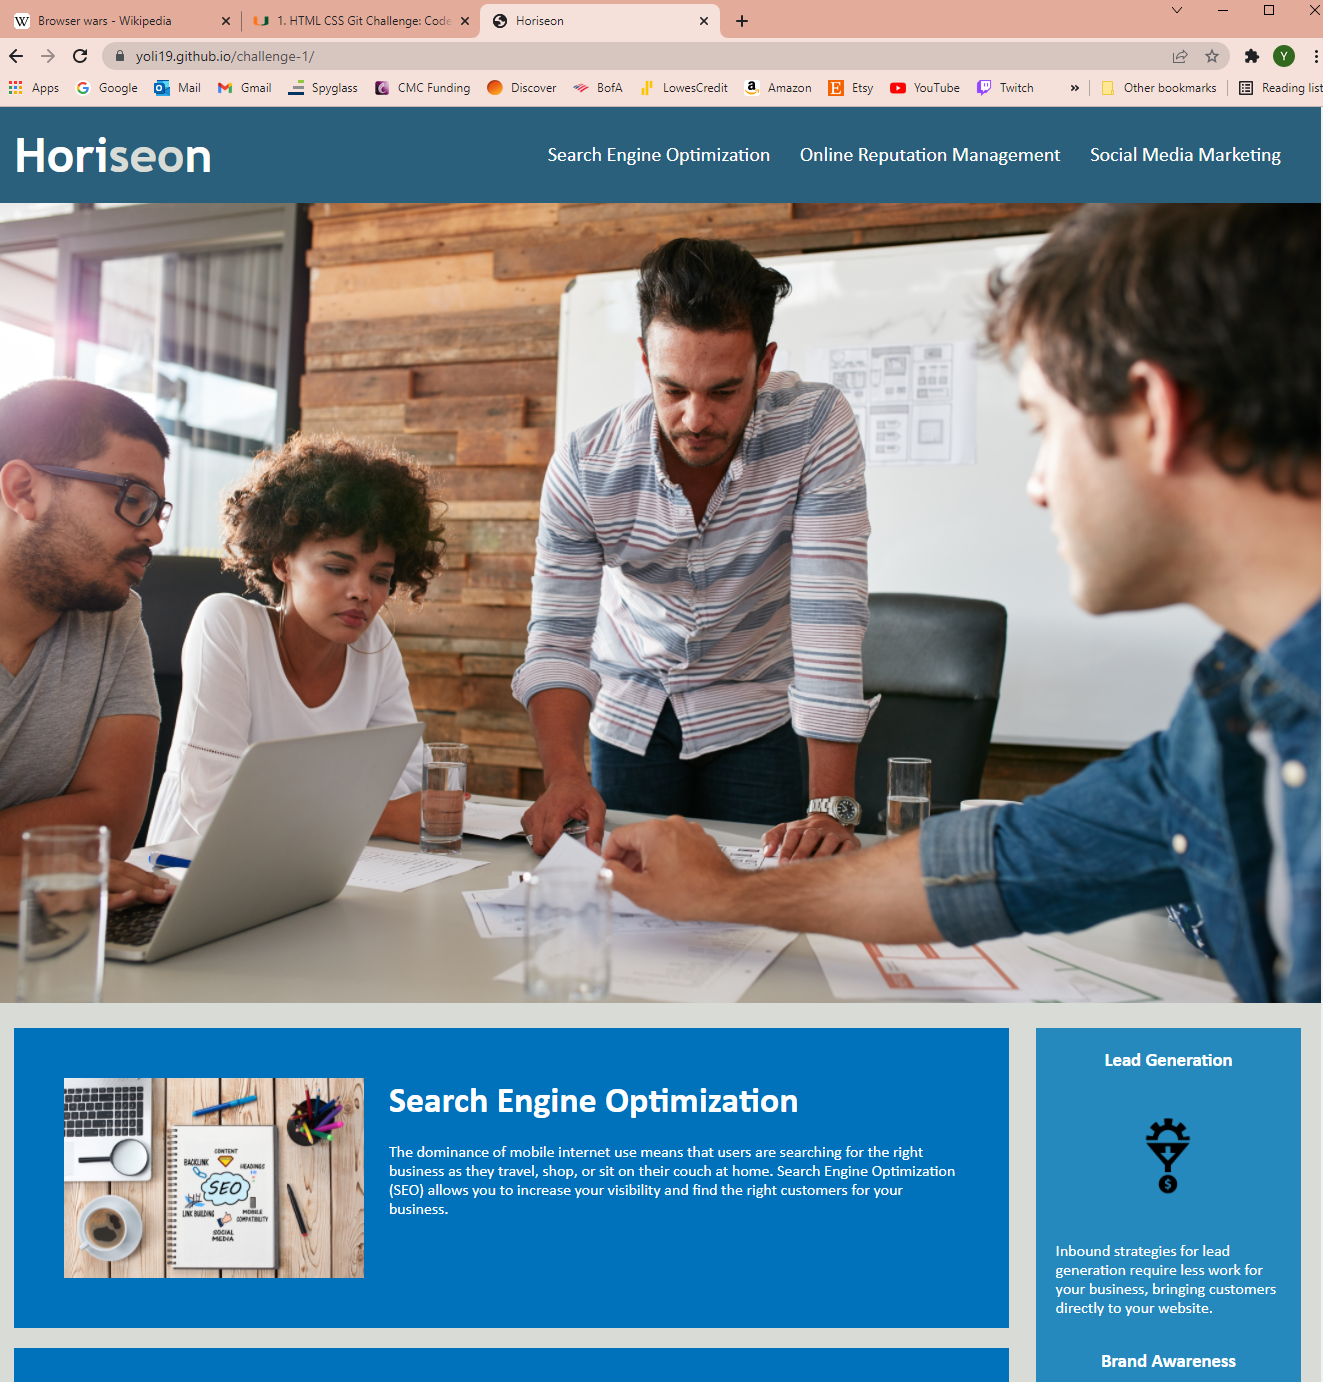 Browser wars - Wikipedia
1. HTML CSS Git Challenge: Code
Horiseon
yoli19.github.io/challenge-1/
Y
Apps
Google
Mail
Gmail
Spyglass
CMC Funding
Discover
BofA
LowesCredit
Amazon
Etsy
YouTube
Twitch
»
Other bookmarks
Reading list
Horiseon
Search Engine Optimization
Online Reputation Management
Social Media Marketing
CONTENT
BACKLINK
HEADINGS
SEO
LINK BUILDING
MOBILE
COMPATIBILITY
SOCIAL
MEDIA
Search Engine Optimization
The dominance of mobile internet use means that users are searching for the right
business as they travel, shop, or sit on their couch at home. Search Engine Optimization
(SEO) allows you to increase your visibility and find the right customers for your
business.
Lead Generation
$
Inbound strategies for lead
generation require less work for
your business, bringing customers
directly to your website.
Brand Awareness